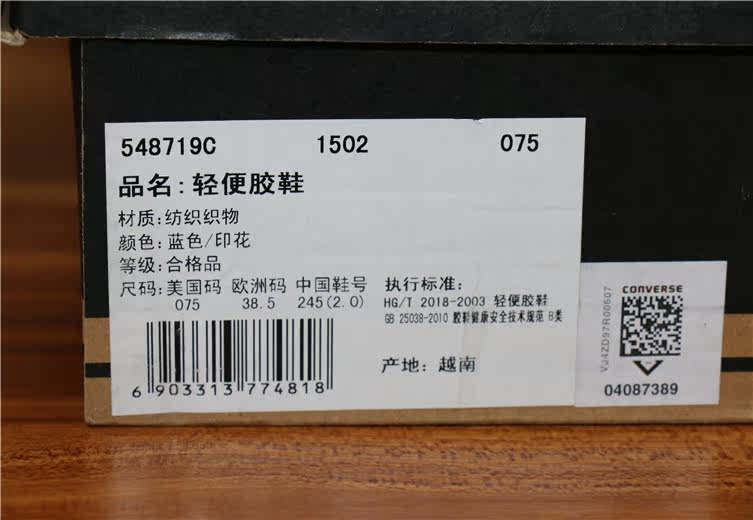 548719C 1502 075
品名:轻便胶鞋
材质:纺织织物
颜色:蓝色/印花
等级:合格品
尺码:美国码 欧洲码 中国鞋号
075 38.5 245(2.0)
执行标准:
HG/T 2018-2003 轻便胶鞋
GB 25038-2010 胶鞋健康安全技术规范 B类
产地: 越南
6 903313 774818
CONVERSE
VJ4ZD97R00607
04087389